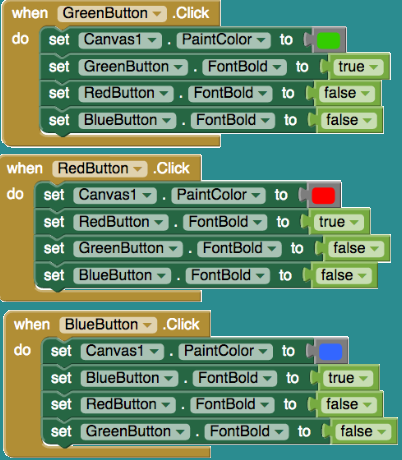 when GreenButton .Click
do set Canvas1 . PaintColor to
set GreenButton . FontBold to true
set RedButton . FontBold to false
set BlueButton . FontBold to false
when RedButton .Click
do set Canvas1 . PaintColor to
set RedButton . FontBold to true
set GreenButton . FontBold to false
set BlueButton . FontBold to false
when BlueButton .Click
do set Canvas1 . PaintColor to
set BlueButton . FontBold to true
set RedButton . FontBold to false
set GreenButton . FontBold to false